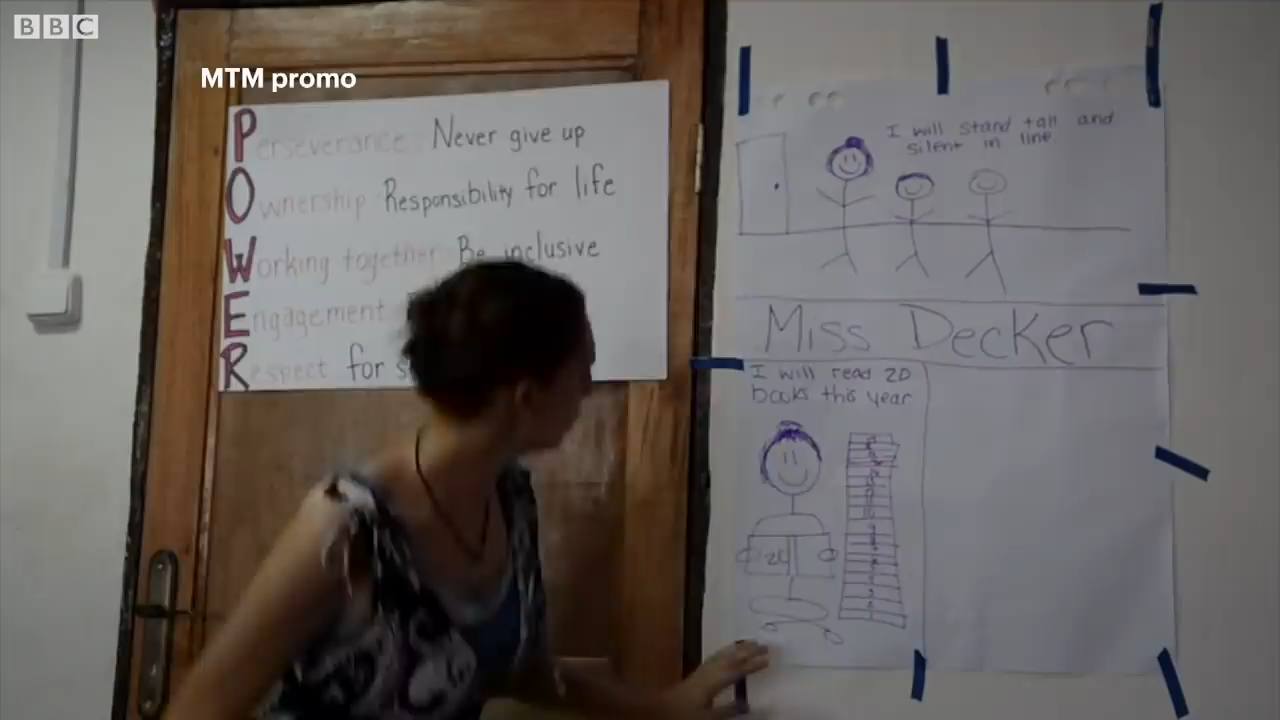 BBC
MTM promo
Perseverance: Never give up
Ownership Responsibility for life
Working together: Be inclusive
Engagement
Respect for s
I will stand tall and
silent in line.
Miss Decker
I will read 20
books this year
20